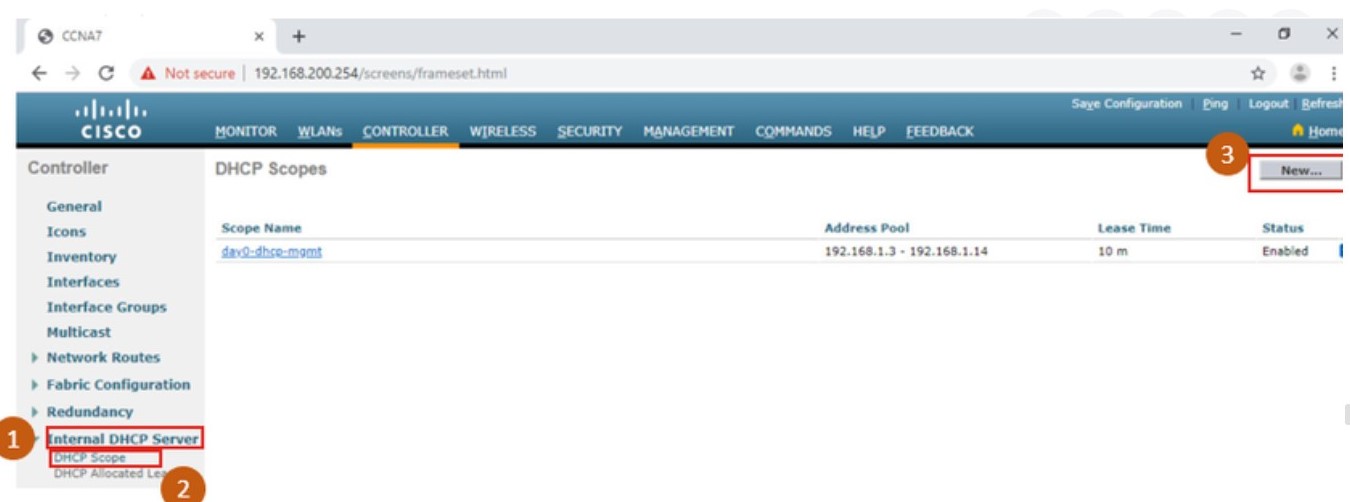 CCNA7
Not secure | 192.168.200.254/screens/frameset.html
Save Configuration | Ping | Logout | Refresh
CISCO MONITOR WLANs CONTROLLER WIRELESS SECURITY MANAGEMENT COMMANDS HELP FEEDBACK Home
Controller
DHCP Scopes
3
New...
General
Icons
Inventory
Interfaces
Interface Groups
Multicast
Network Routes
Fabric Configuration
Redundancy
1
Internal DHCP Server
DHCP Scope
DHCP Allocated
2
Scope Name Address Pool Lease Time Status
day0-dhcp-mgmt 192.168.1.3 - 192.168.1.14 10 m Enabled